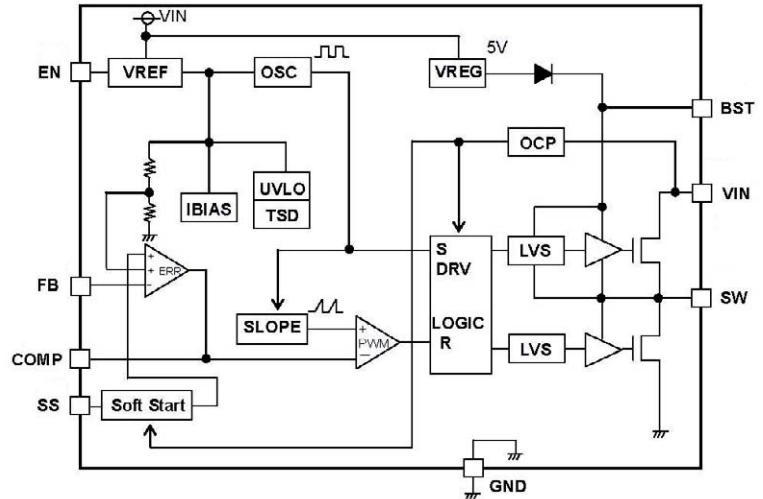 VIN
EN
VREF
OSC
VREG
5V
BST
OCP
VIN
UVLO
TSD
IBIAS
+
+
-
ERR
FB
S
DRV
LOGIC
R
LVS
SW
SLOPE
+
-
PWM
LVS
COMP
SS
Soft Start
GND